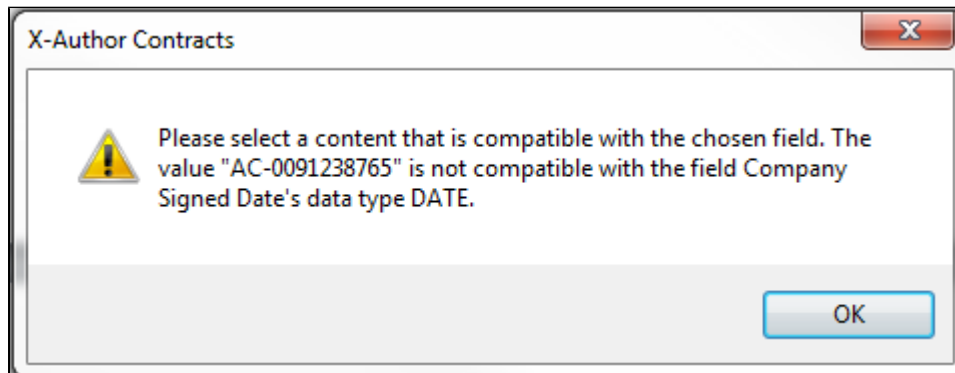 X-Author Contracts
Please select a content that is compatible with the chosen field. The
value "AC-0091238765" is not compatible with the field Company
Signed Date's data type DATE.
OK